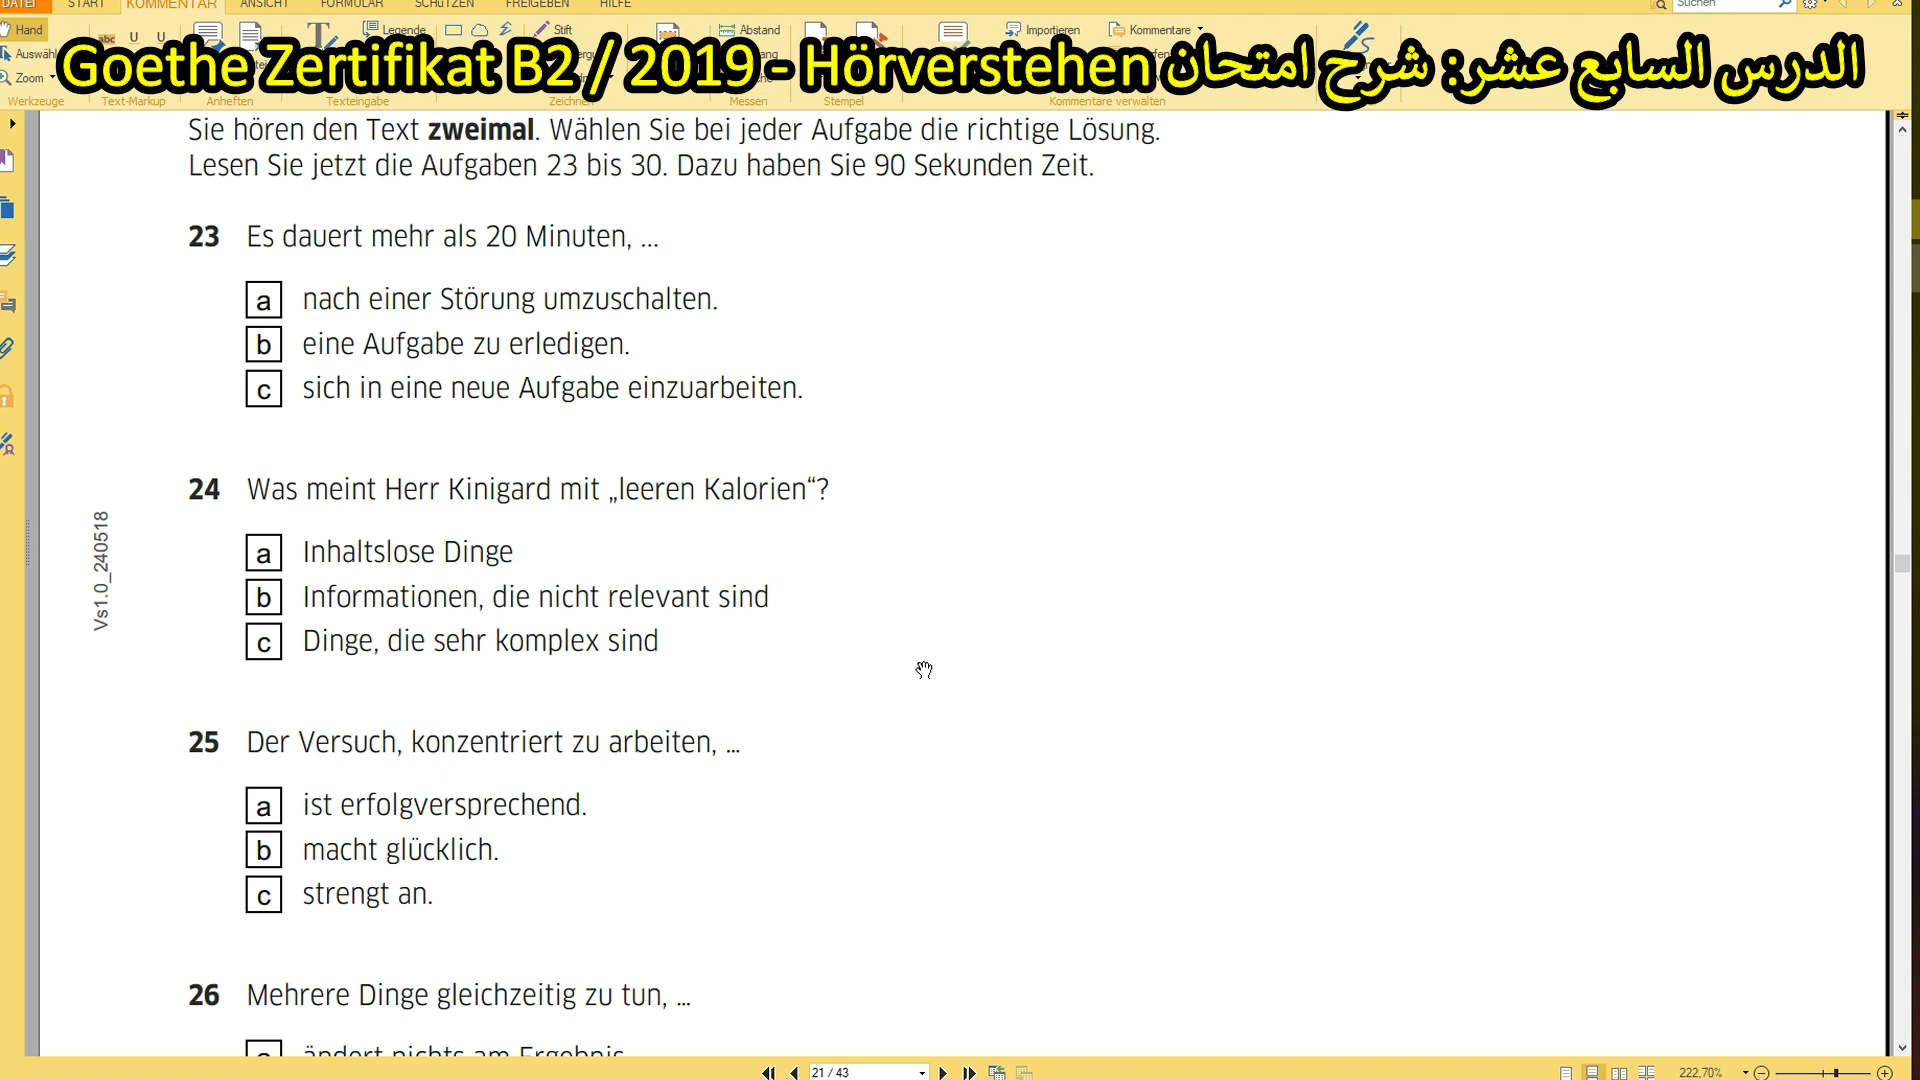 DATEI START KOMMENTAR ANSICHT FORMULAR SCHÜTZEN FREIGEBEN HILFE Suchen
Hand Legende Stift Abstand Importieren Kommentare
Zoom
Goethe Zertifikat B2 / 2019 - Hörverstehen الدرس السابع عشر: شرح امتحان
Werkzeuge Text-Markup Anheften Texteingabe Zeichnen Messen Stempel Kommentare verwalten
Sie hören den Text zweimal. Wählen Sie bei jeder Aufgabe die richtige Lösung.
Lesen Sie jetzt die Aufgaben 23 bis 30. Dazu haben Sie 90 Sekunden Zeit.
23 Es dauert mehr als 20 Minuten, ...
a nach einer Störung umzuschalten.
b eine Aufgabe zu erledigen.
c sich in eine neue Aufgabe einzuarbeiten.
24 Was meint Herr Kinigard mit „leeren Kalorien“?
a Inhaltslose Dinge
b Informationen, die nicht relevant sind
c Dinge, die sehr komplex sind
Vs1.0_240518
25 Der Versuch, konzentriert zu arbeiten, ...
a ist erfolgversprechend.
b macht glücklich.
c strengt an.
26 Mehrere Dinge gleichzeitig zu tun, ...
a ändert nichts am Ergebnis
21 / 43 222,70%